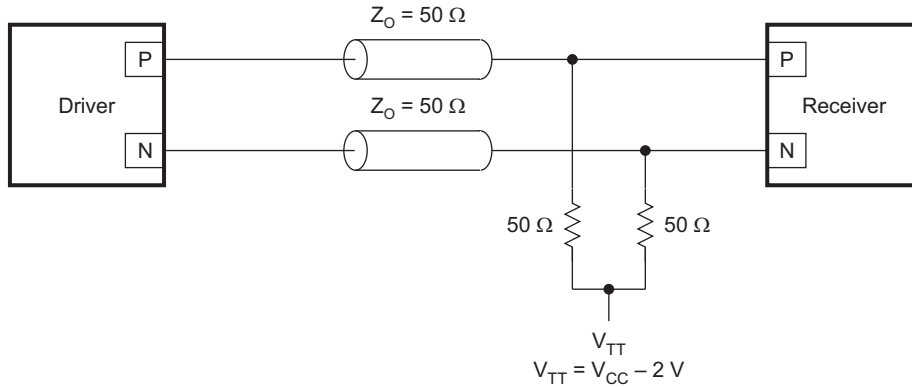 Z_O = 50 Ω
P
P
Driver
Z_O = 50 Ω
Receiver
N
N
50 Ω
50 Ω
V_TT
V_TT = V_CC – 2 V